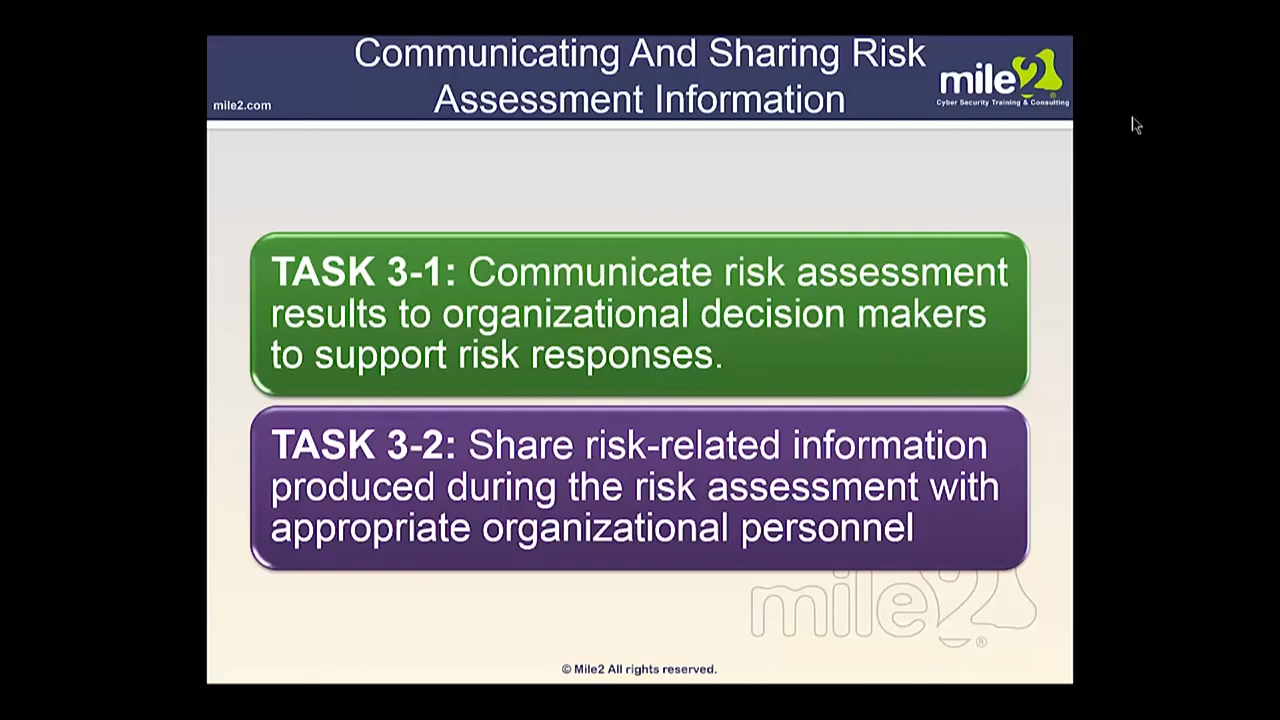 Communicating And Sharing Risk
Assessment Information
mile2.com
mile2
®
Cyber Security Training & Consulting
TASK 3-1: Communicate risk assessment
results to organizational decision makers
to support risk responses.
TASK 3-2: Share risk-related information
produced during the risk assessment with
appropriate organizational personnel
mile2
®
© Mile2 All rights reserved.